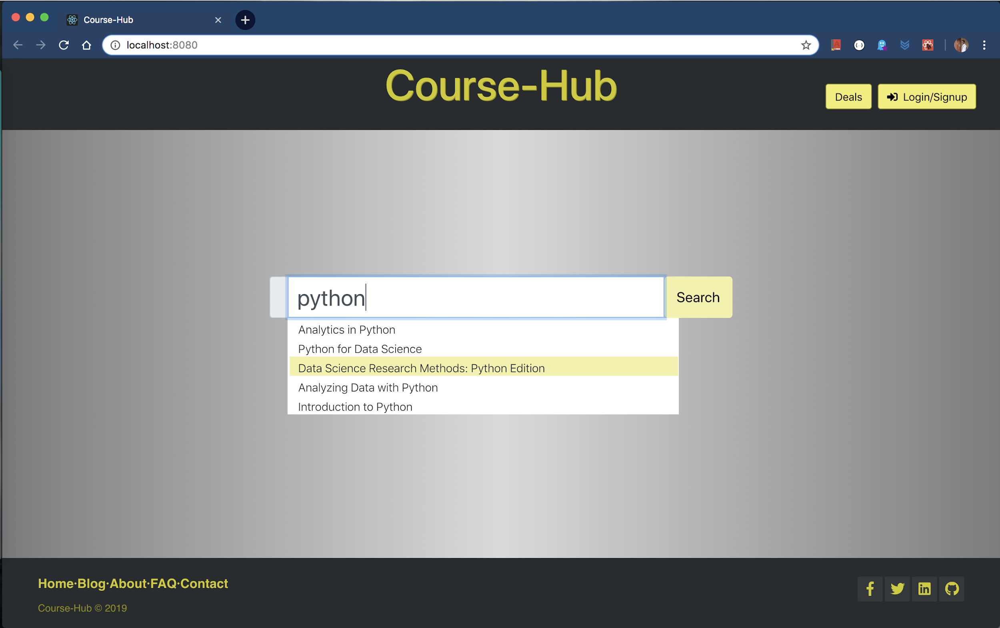 Course-Hub
localhost:8080
Course-Hub
Deals
Login/Signup
python
Search
Analytics in Python
Python for Data Science
Data Science Research Methods: Python Edition
Analyzing Data with Python
Introduction to Python
Home·Blog·About·FAQ·Contact
Course-Hub © 2019